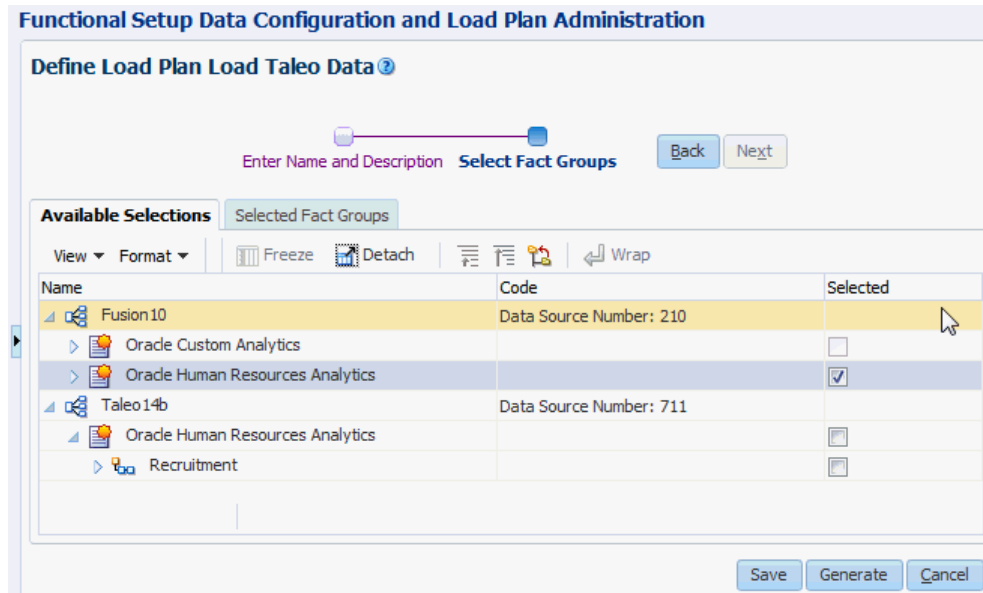 Functional Setup Data Configuration and Load Plan Administration
Define Load Plan Load Taleo Data
Enter Name and Description Select Fact Groups Back Next
Available Selections Selected Fact Groups
View Format Freeze Detach Wrap
Name Code Selected
Fusion10 Data Source Number: 210
Oracle Custom Analytics
Oracle Human Resources Analytics
Taleo14b Data Source Number: 711
Oracle Human Resources Analytics
Recruitment
Save Generate Cancel